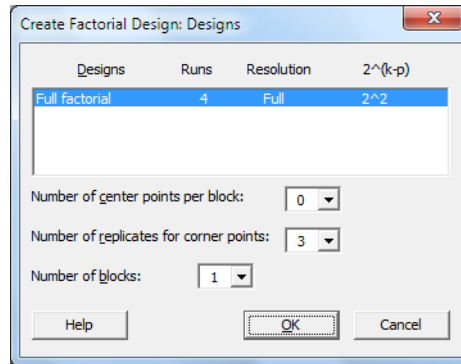 Create Factorial Design: Designs
X
Designs Runs Resolution 2^(k-p)
Full factorial 4 Full 2^2
Number of center points per block: 0
Number of replicates for corner points: 3
Number of blocks: 1
Help OK Cancel